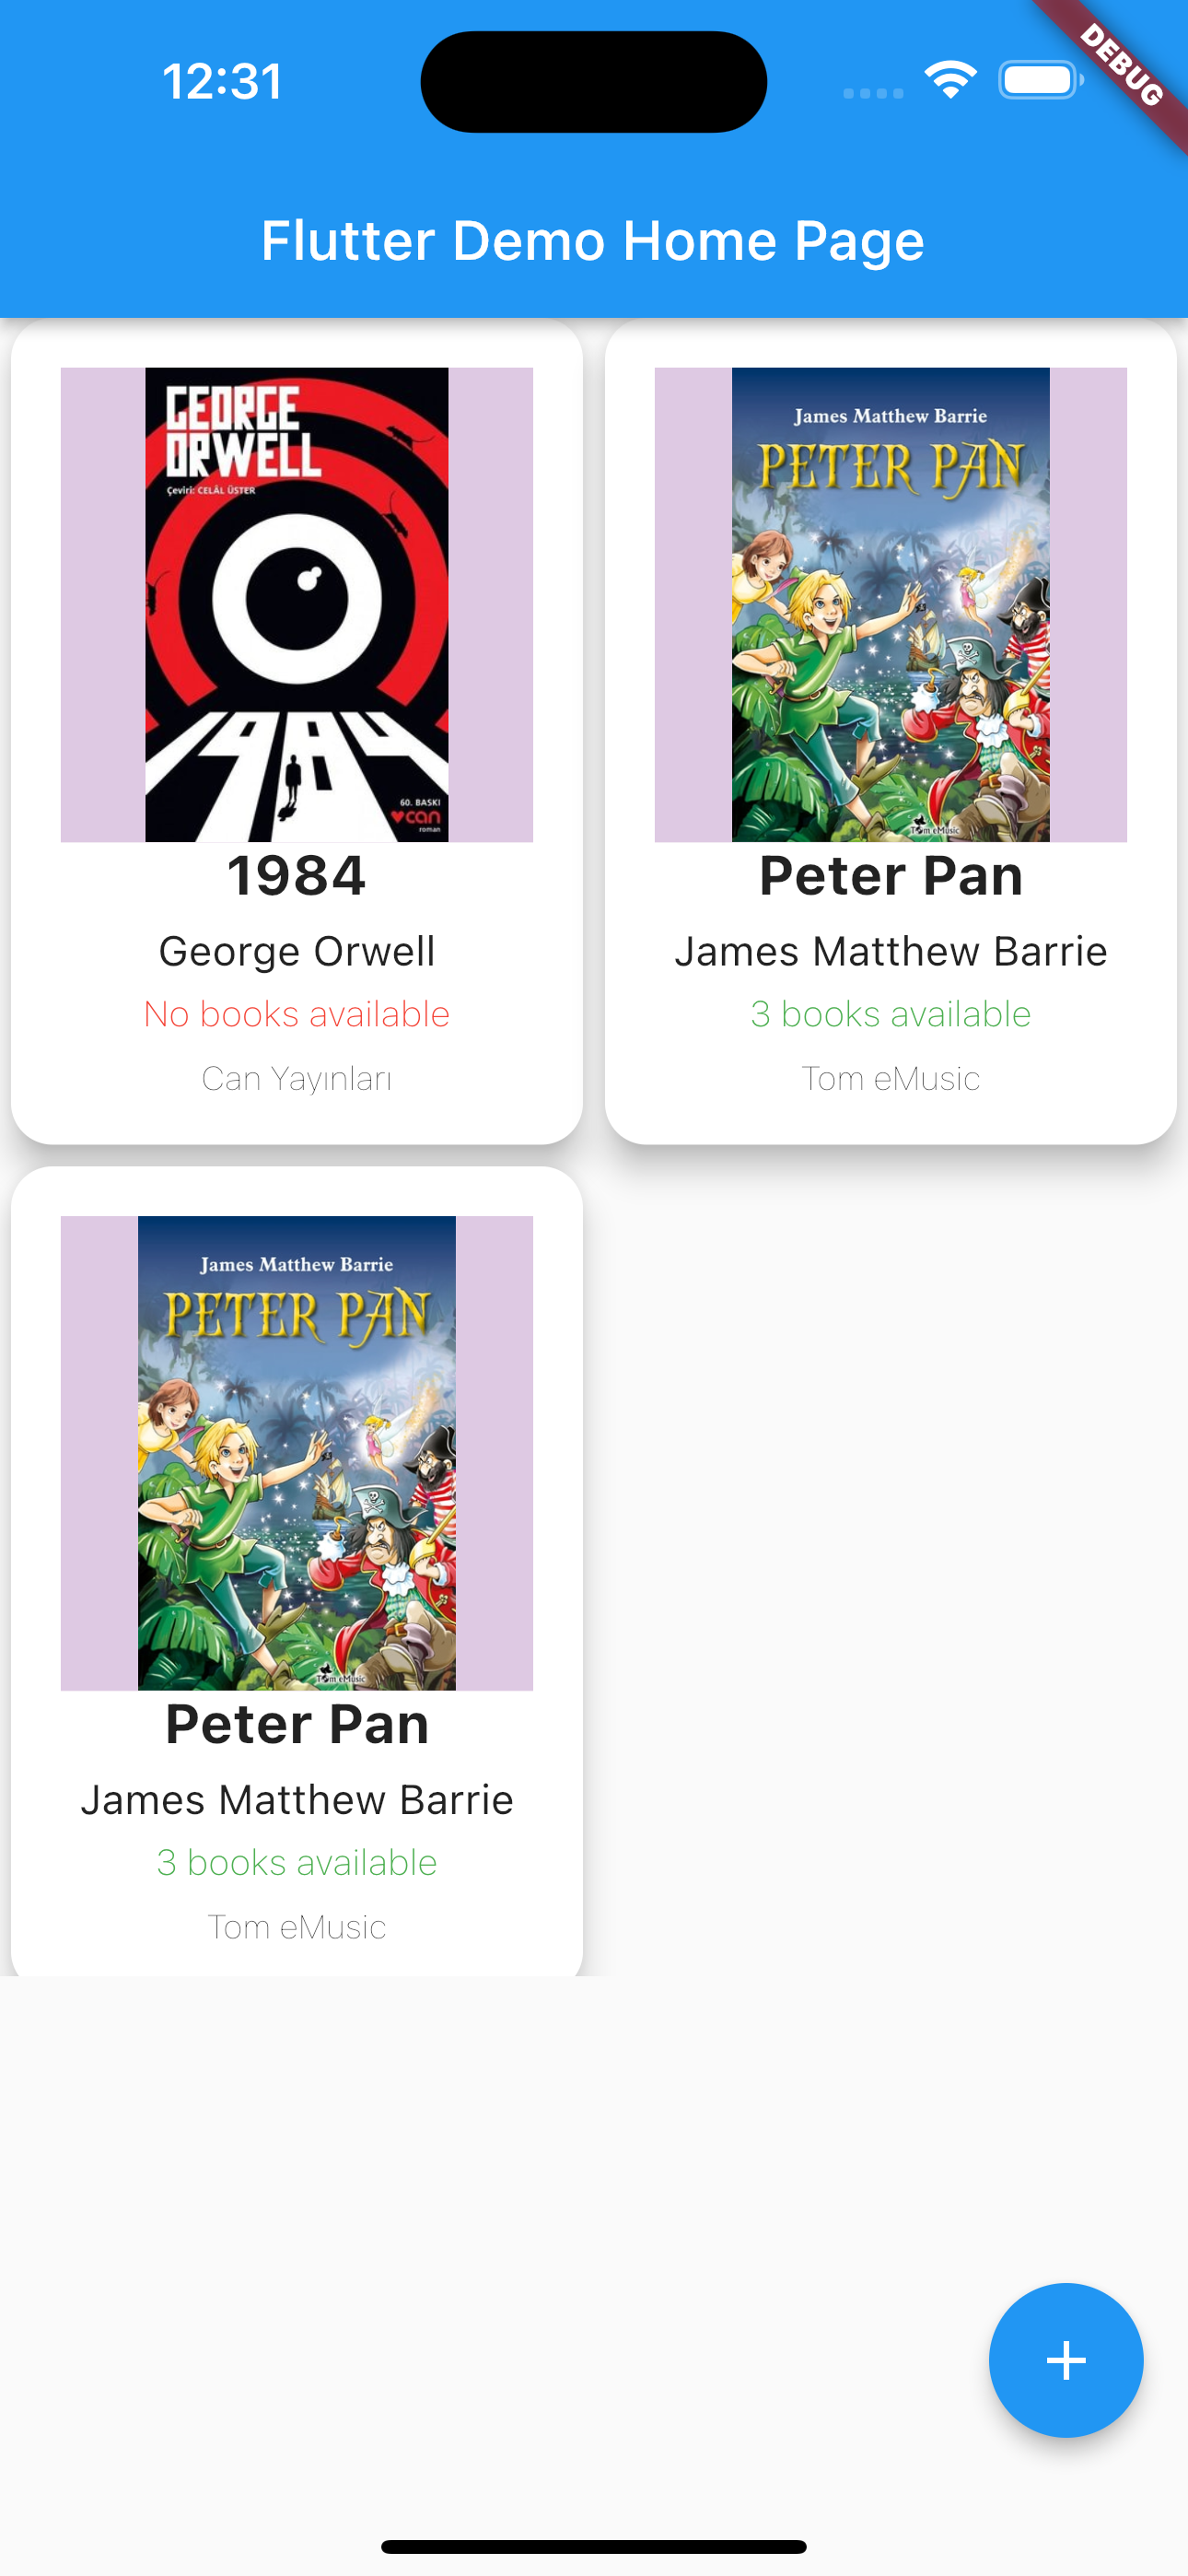 12:31
DEBUG
Flutter Demo Home Page
GEORGE
ORWELL
Çeviri: CELÂL ÜSTER
1984
60. BASKI
can
roman
1984
George Orwell
No books available
Can Yayınları
James Matthew Barrie
PETER PAN
Tom eMusic
Peter Pan
James Matthew Barrie
3 books available
Tom eMusic
James Matthew Barrie
PETER PAN
Tom eMusic
Peter Pan
James Matthew Barrie
3 books available
Tom eMusic